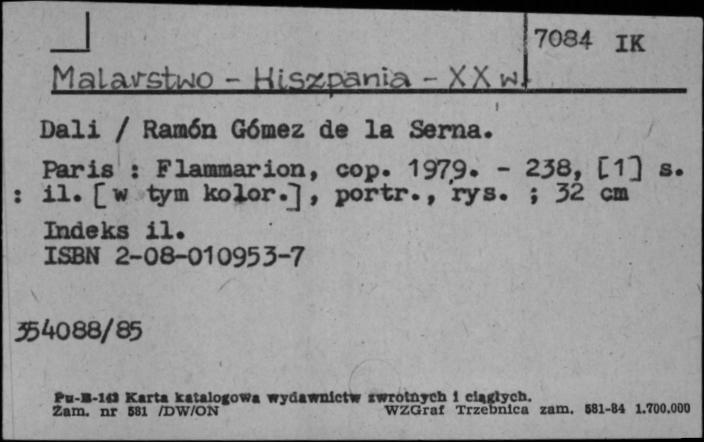 7084 IK
Malarstwo - Hiszpania - XX w.
Dali / Ramón Gómez de la Serna.
Paris : Flammarion, cop. 1979. - 238, [1] s.
: il. [w tym kolor.], portr., rys. ; 32 cm
Indeks il.
ISBN 2-08-010953-7
354088/85
Pu-B-143 Karta katalogowa wydawnictw zwrotnych i ciągłych.
Zam. nr 581 /DW/ON WZGraf Trzebnica zam. 581-84 1.700.000